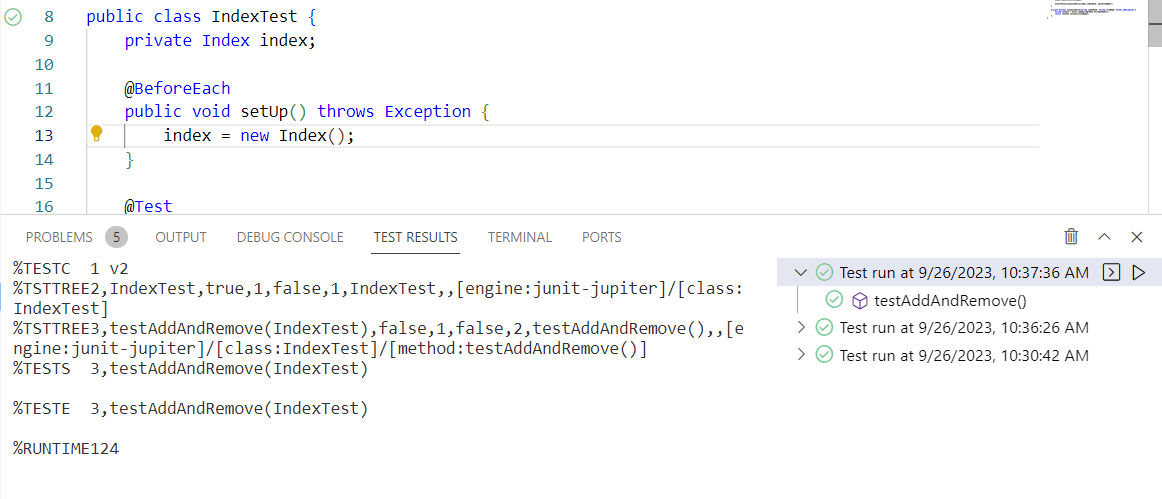 8 public class IndexTest {
9 private Index index;
10
11 @BeforeEach
12 public void setUp() throws Exception {
13 index = new Index();
14 }
15
16 @Test
PROBLEMS 5 OUTPUT DEBUG CONSOLE TEST RESULTS TERMINAL PORTS
%TESTC  1 v2
%TSTTREE2,IndexTest,true,1,false,1,IndexTest,,[engine:junit-jupiter]/[class:
IndexTest]
%TSTTREE3,testAddAndRemove(IndexTest),false,1,false,2,testAddAndRemove(),,[e
ngine:junit-jupiter]/[class:IndexTest]/[method:testAddAndRemove()]
%TESTS  3,testAddAndRemove(IndexTest)
%TESTE  3,testAddAndRemove(IndexTest)
%RUNTIME124
Test run at 9/26/2023, 10:37:36 AM
testAddAndRemove()
Test run at 9/26/2023, 10:36:26 AM
Test run at 9/26/2023, 10:30:42 AM